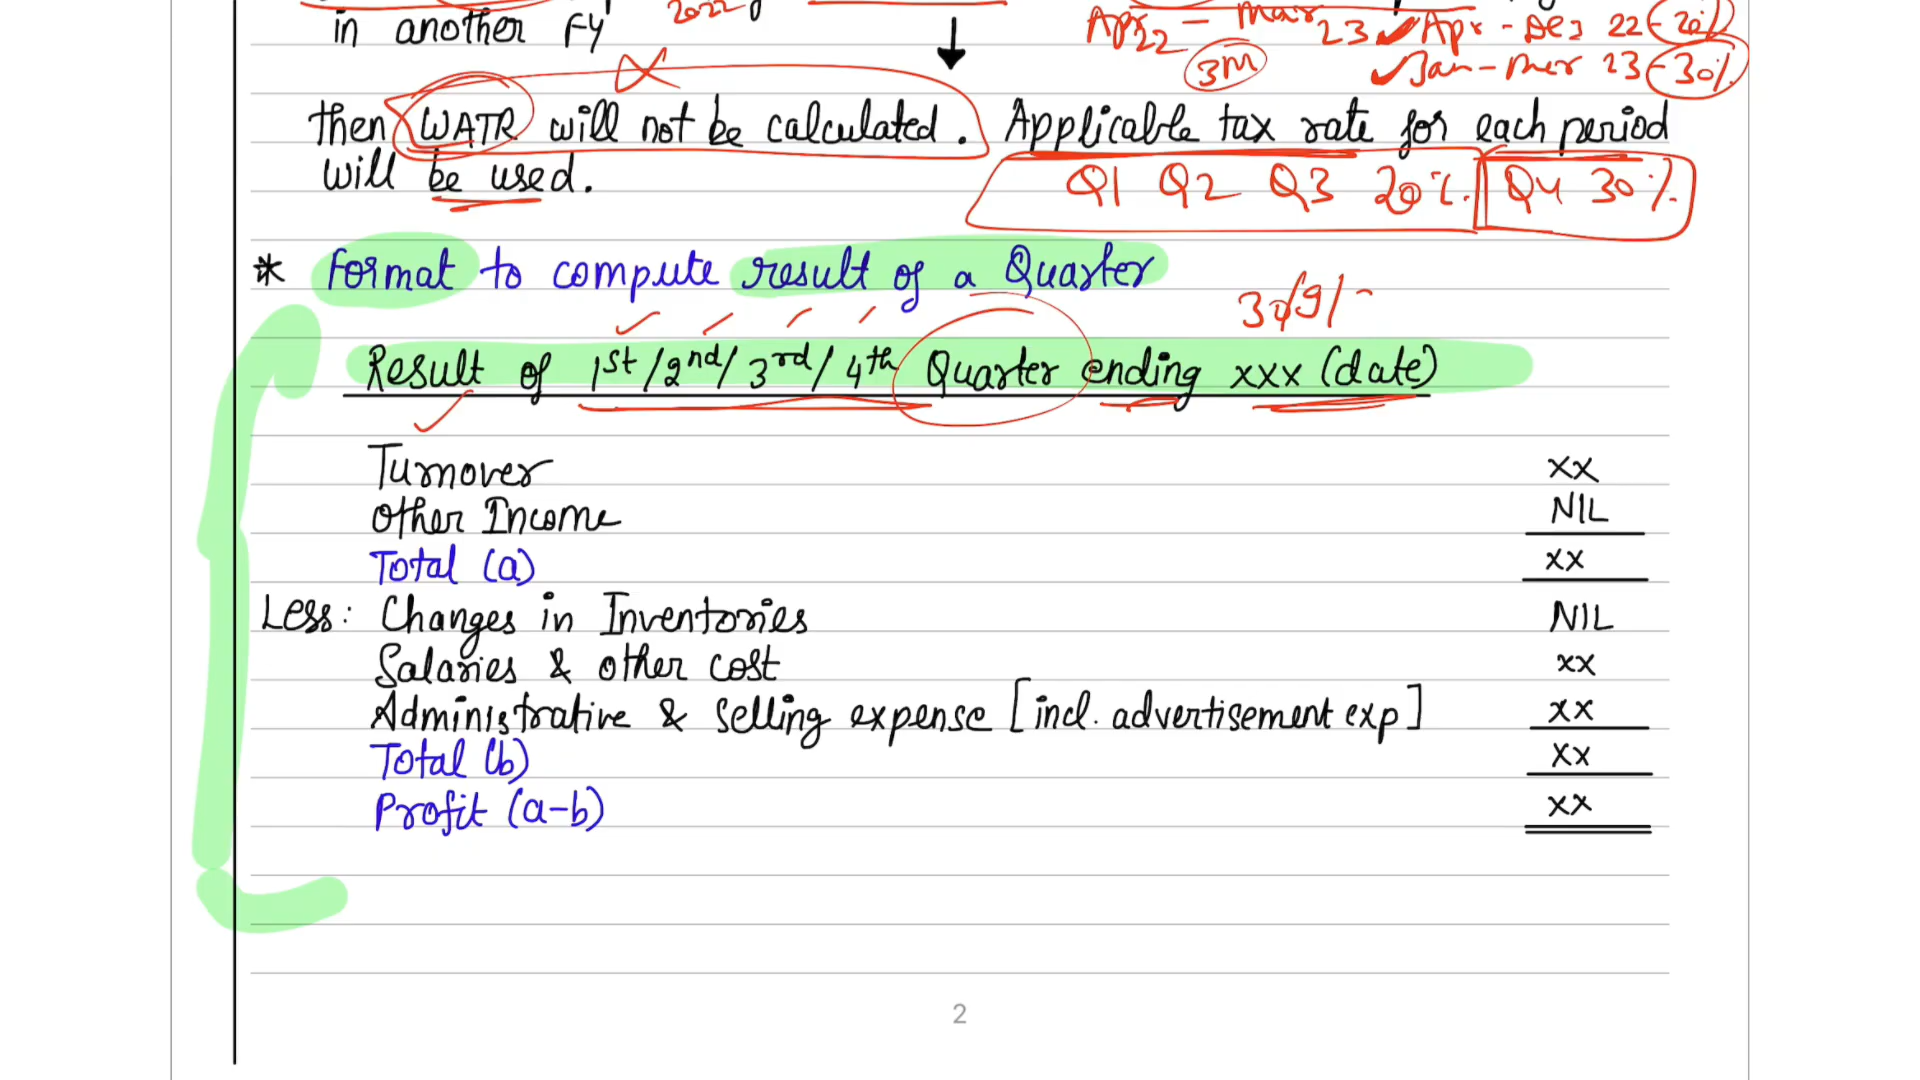 in another FY 2022
Apr 22 - Mar 23 ✓ Apr - Dec 22 - 20%
3m ✓ Jan - Mar 23 - 30%
then WATR will not be calculated. Applicable tax rate for each period
will be used.
Q1 Q2 Q3 20%. Q4 30%.
* Format to compute result of a Quarter
30/9/-
Result of 1st/2nd/3rd/4th Quarter ending xxx (date)
Turnover xx
Other Income NIL
Total (a) xx
Less: Changes in Inventories NIL
Salaries & other cost xx
Administrative & Selling expense [incl. advertisement exp] xx
Total (b) xx
Profit (a-b) xx
2